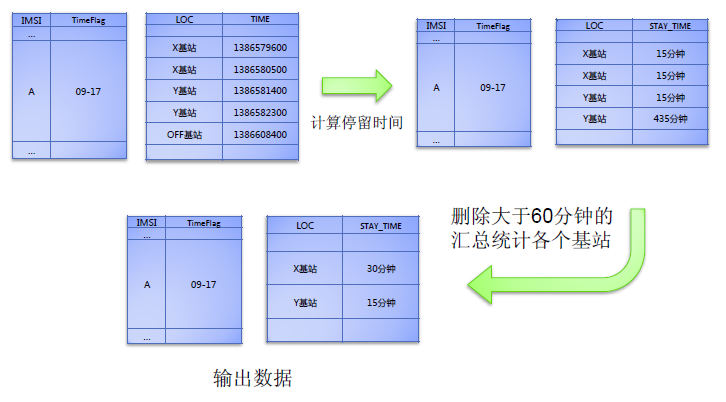 IMSI TimeFlag
...
A 09-17
...
LOC TIME
X基站 1386579600
X基站 1386580500
Y基站 1386581400
Y基站 1386582300
OFF基站 1386608400
计算停留时间
IMSI TimeFlag
...
A 09-17
...
LOC STAY_TIME
X基站 15分钟
X基站 15分钟
Y基站 15分钟
Y基站 435分钟
删除大于60分钟的
汇总统计各个基站
IMSI TimeFlag
...
A 09-17
...
LOC STAY_TIME
X基站 30分钟
Y基站 15分钟
输出数据